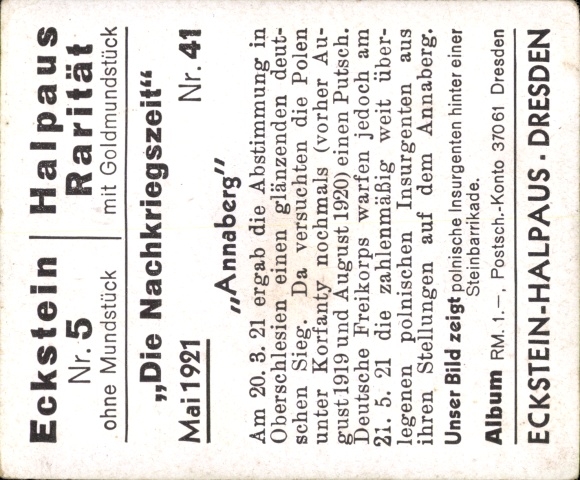 Eckstein
Nr. 5
ohne Mundstück
Halpaus
Rarität
mit Goldmundstück
„Die Nachkriegszeit“
Mai 1921 Nr. 41
„Annaberg“
Am 20. 3. 21 ergab die Abstimmung in
Oberschlesien einen glänzenden deut-
schen Sieg. Da versuchten die Polen
unter Korfanty nochmals (vorher Au-
gust 1919 und August 1920) einen Putsch.
Deutsche Freikorps warfen jedoch am
21. 5. 21 die zahlenmäßig weit über-
legenen polnischen Insurgenten aus
ihren Stellungen auf dem Annaberg.
Unser Bild zeigt polnische Insurgenten hinter einer
Steinbarrikade.
Album RM. 1.–, Postsch.-Konto 37061 Dresden
ECKSTEIN-HALPAUS · DRESDEN